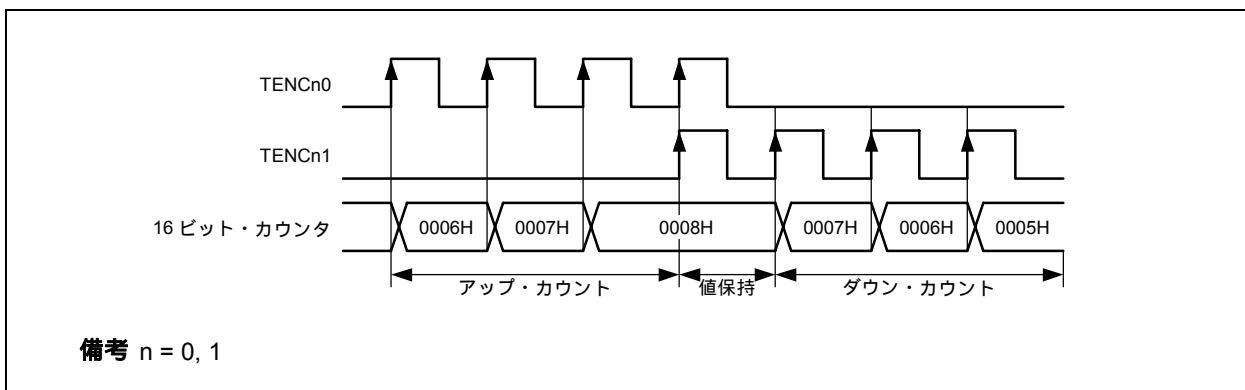 TENCn0
TENCn1
16 ビット・カウンタ 0006H 0007H 0008H 0007H 0006H 0005H
アップ・カウント 値保持 ダウン・カウント
備考 n = 0, 1